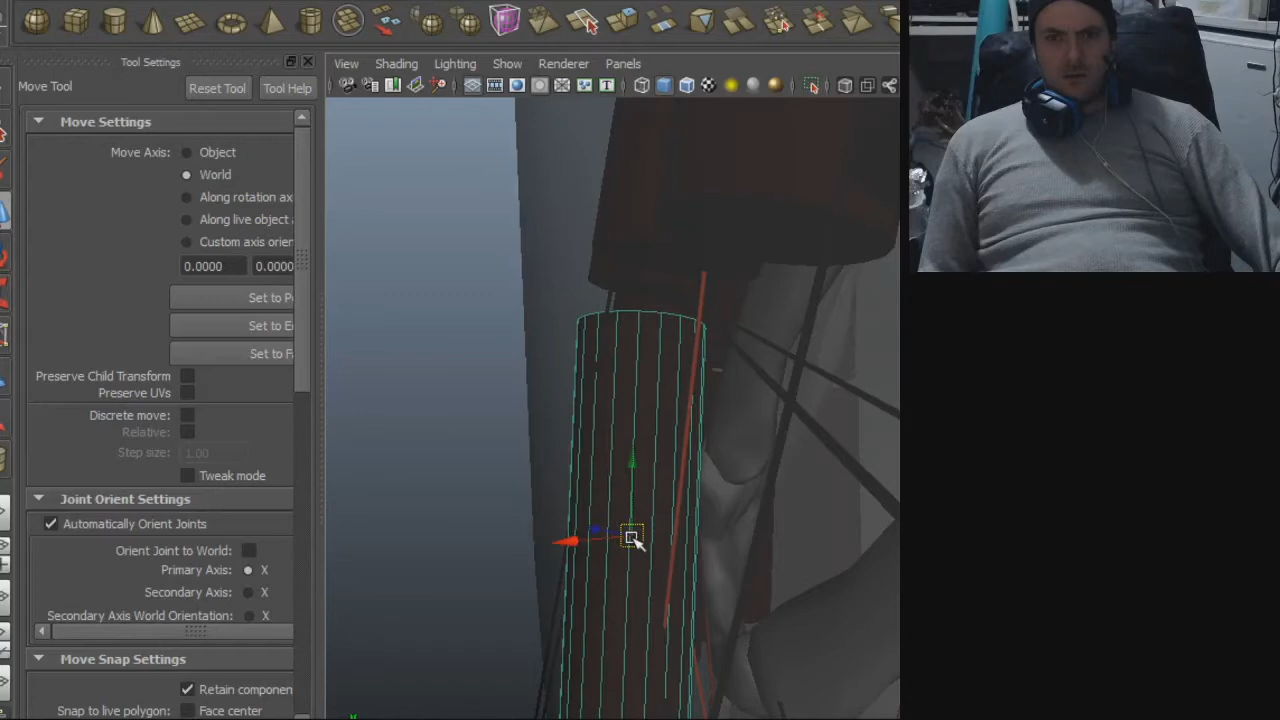 Tool Settings
View Shading Lighting Show Renderer Panels
Move Tool
Reset Tool
Tool Help
T
Move Settings
Move Axis: Object
World
Along rotation ax
Along live object a
Custom axis orien
0.0000 0.0000
Set to P
Set to E
Set to F
Preserve Child Transform
Preserve UVs
Discrete move:
Relative:
Step size: 1.00
Tweak mode
Joint Orient Settings
Automatically Orient Joints
Orient Joint to World:
Primary Axis: X
Secondary Axis: X
Secondary Axis World Orientation: X
Move Snap Settings
Retain componen
Snap to live polygon: Face center